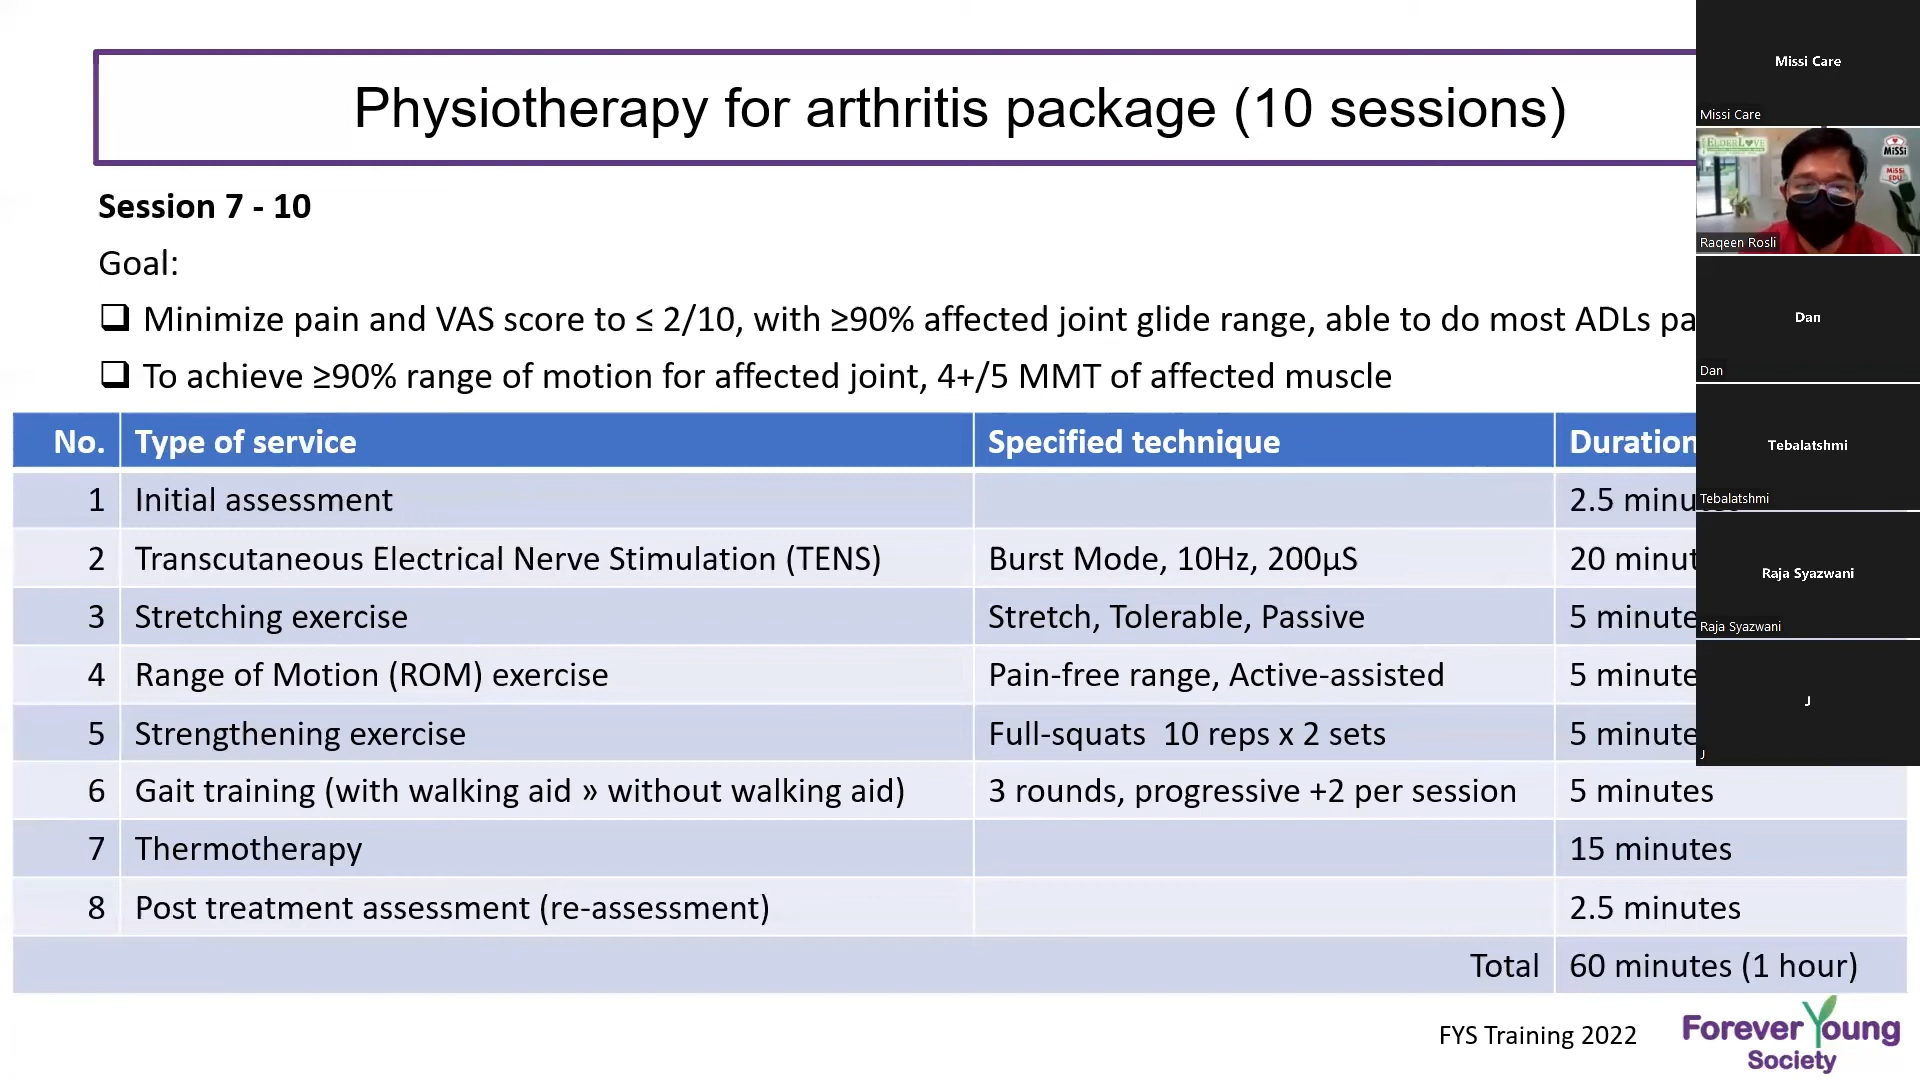 Physiotherapy for arthritis package (10 sessions)
Session 7 - 10
Goal:
❑ Minimize pain and VAS score to ≤ 2/10, with ≥90% affected joint glide range, able to do most ADLs
❑ To achieve ≥90% range of motion for affected joint, 4+/5 MMT of affected muscle
No. Type of service Specified technique Duration
1 Initial assessment 2.5
2 Transcutaneous Electrical Nerve Stimulation (TENS) Burst Mode, 10Hz, 200µS 20
3 Stretching exercise Stretch, Tolerable, Passive 5
4 Range of Motion (ROM) exercise Pain-free range, Active-assisted 5
5 Strengthening exercise Full-squats 10 reps x 2 sets 5
6 Gait training (with walking aid » without walking aid) 3 rounds, progressive +2 per session 5 minutes
7 Thermotherapy 15 minutes
8 Post treatment assessment (re-assessment) 2.5 minutes
Total 60 minutes (1 hour)
FYS Training 2022
Forever Young
Society
Missi Care
Missi Care
ELDERLOVE
MiSSi
MiSSi
EDU
Raqeen Rosli
Dan
Dan
Tebalatshmi
Tebalatshmi
Raja Syazwani
Raja Syazwani
J
J